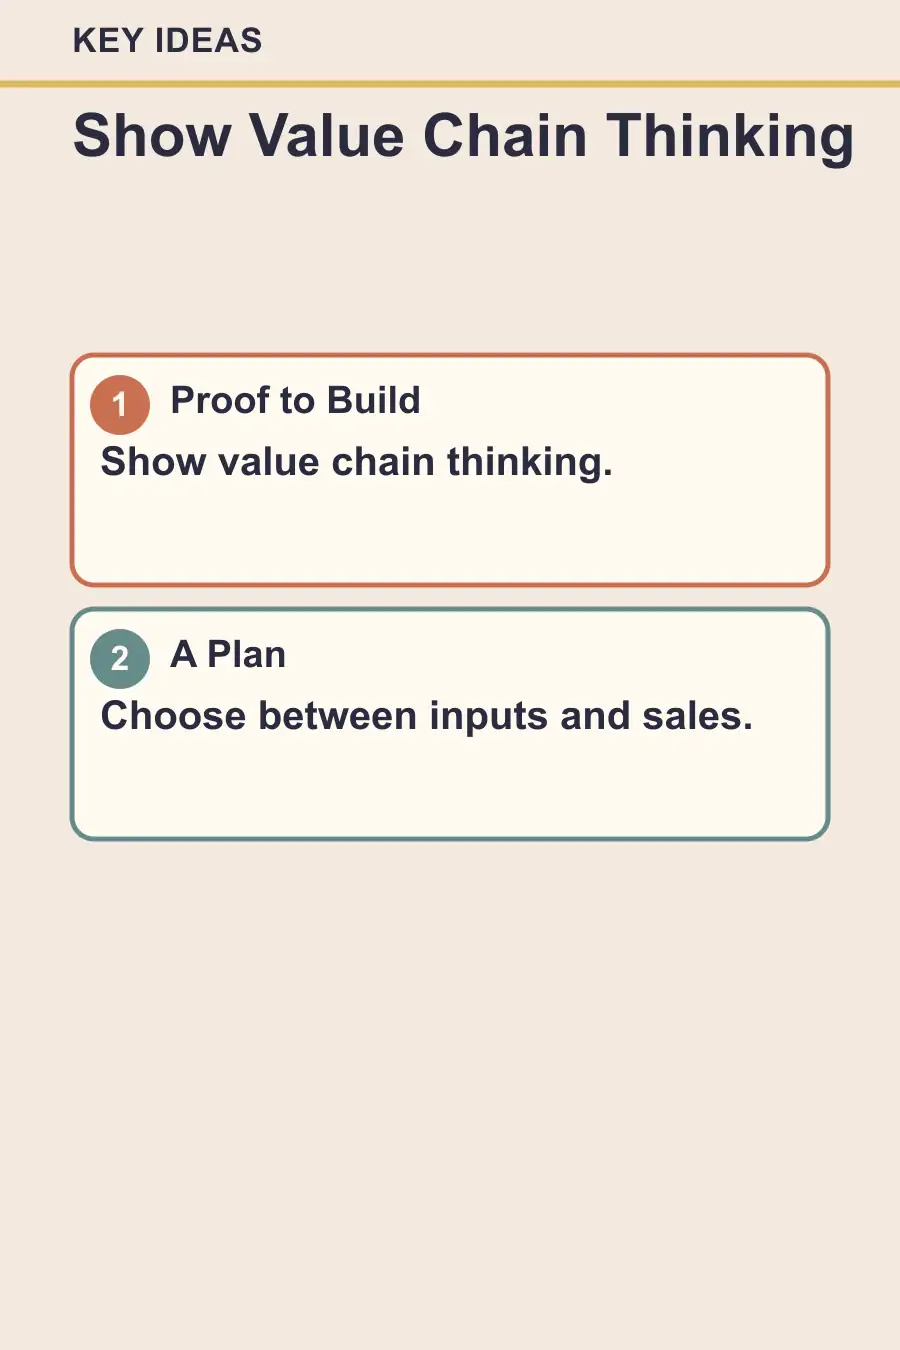 KEY IDEAS
Show Value Chain Thinking
1 Proof to Build
Show value chain thinking.
2 A Plan
Choose between inputs and sales.